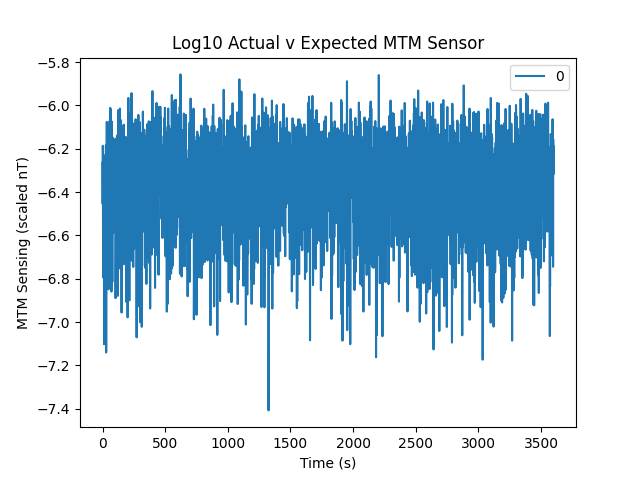 Log10 Actual v Expected MTM Sensor
0
MTM Sensing (scaled nT)
−5.8
−6.0
−6.2
−6.4
−6.6
−6.8
−7.0
−7.2
−7.4
0 500 1000 1500 2000 2500 3000 3500
Time (s)